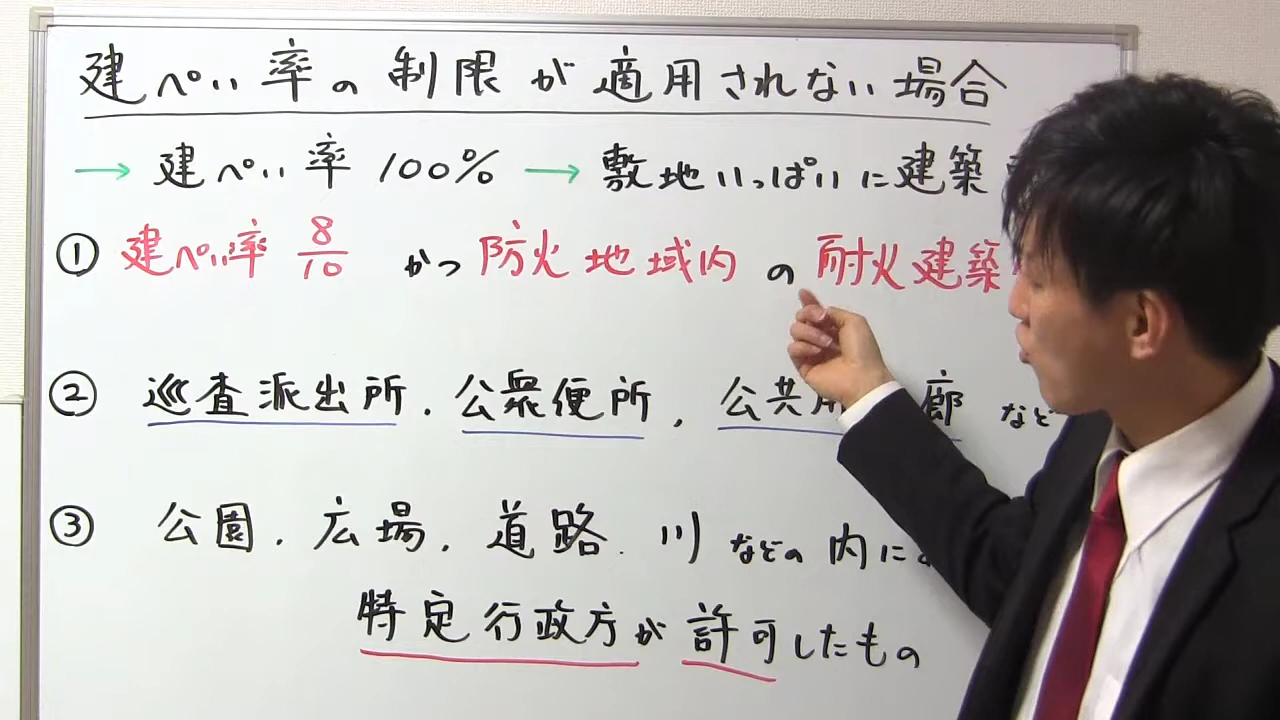 建ぺい率の制限が適用されない場合
→ 建ぺい率 100% → 敷地いっぱいに建築
① 建ぺい率 8/10 かつ 防火地域内 の 耐火建築
② 巡査派出所、公衆便所、公共用 廊 など
③ 公園、広場、道路、川 などの 内に
特定行政方が許可したもの